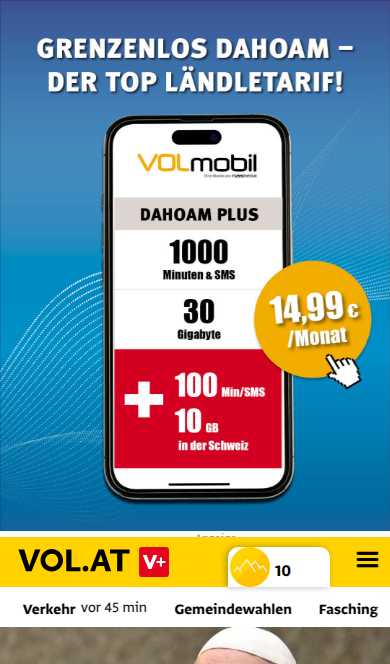 GRENZENLOS DAHOAM –
DER TOP LÄNDLETARIF!
VOLmobil
DAHOAM PLUS
1000
Minuten & SMS
30
Gigabyte
14,99 €
/Monat
100 Min/SMS
10 GB
in der Schweiz
Anzeige
VOL.AT V+
10
Verkehr vor 45 min Gemeindewahlen Fasching